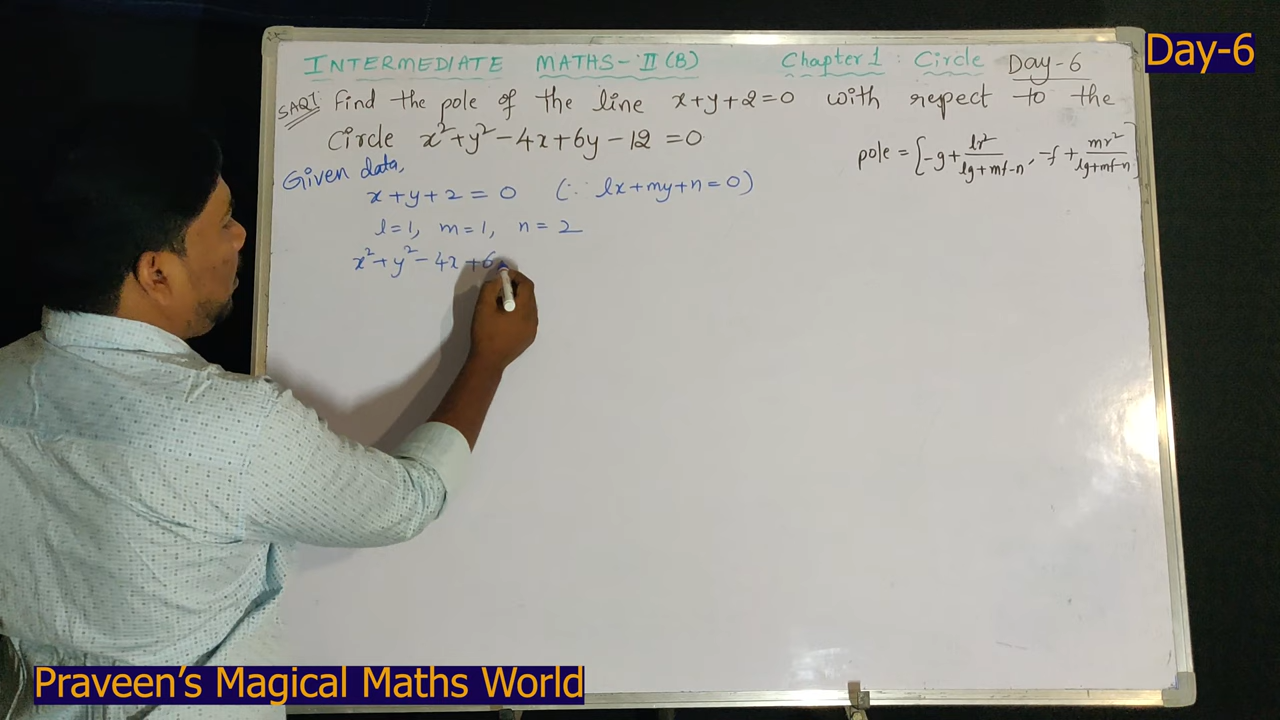 Day-6
INTERMEDIATE MATHS-II(B) Chapter 1 : Circle Day-6
SAQ7 Find the pole of the line x+y+2=0 with repect to the
Circle x²+y²-4x+6y-12=0
pole = [-g+lr²/(lg+mf-n), -f+mr²/(lg+mf-n)]
Given data,
x+y+2=0 (∵ lx+my+n=0)
l=1, m=1, n=2
x²+y²-4x+6
Praveen's Magical Maths World